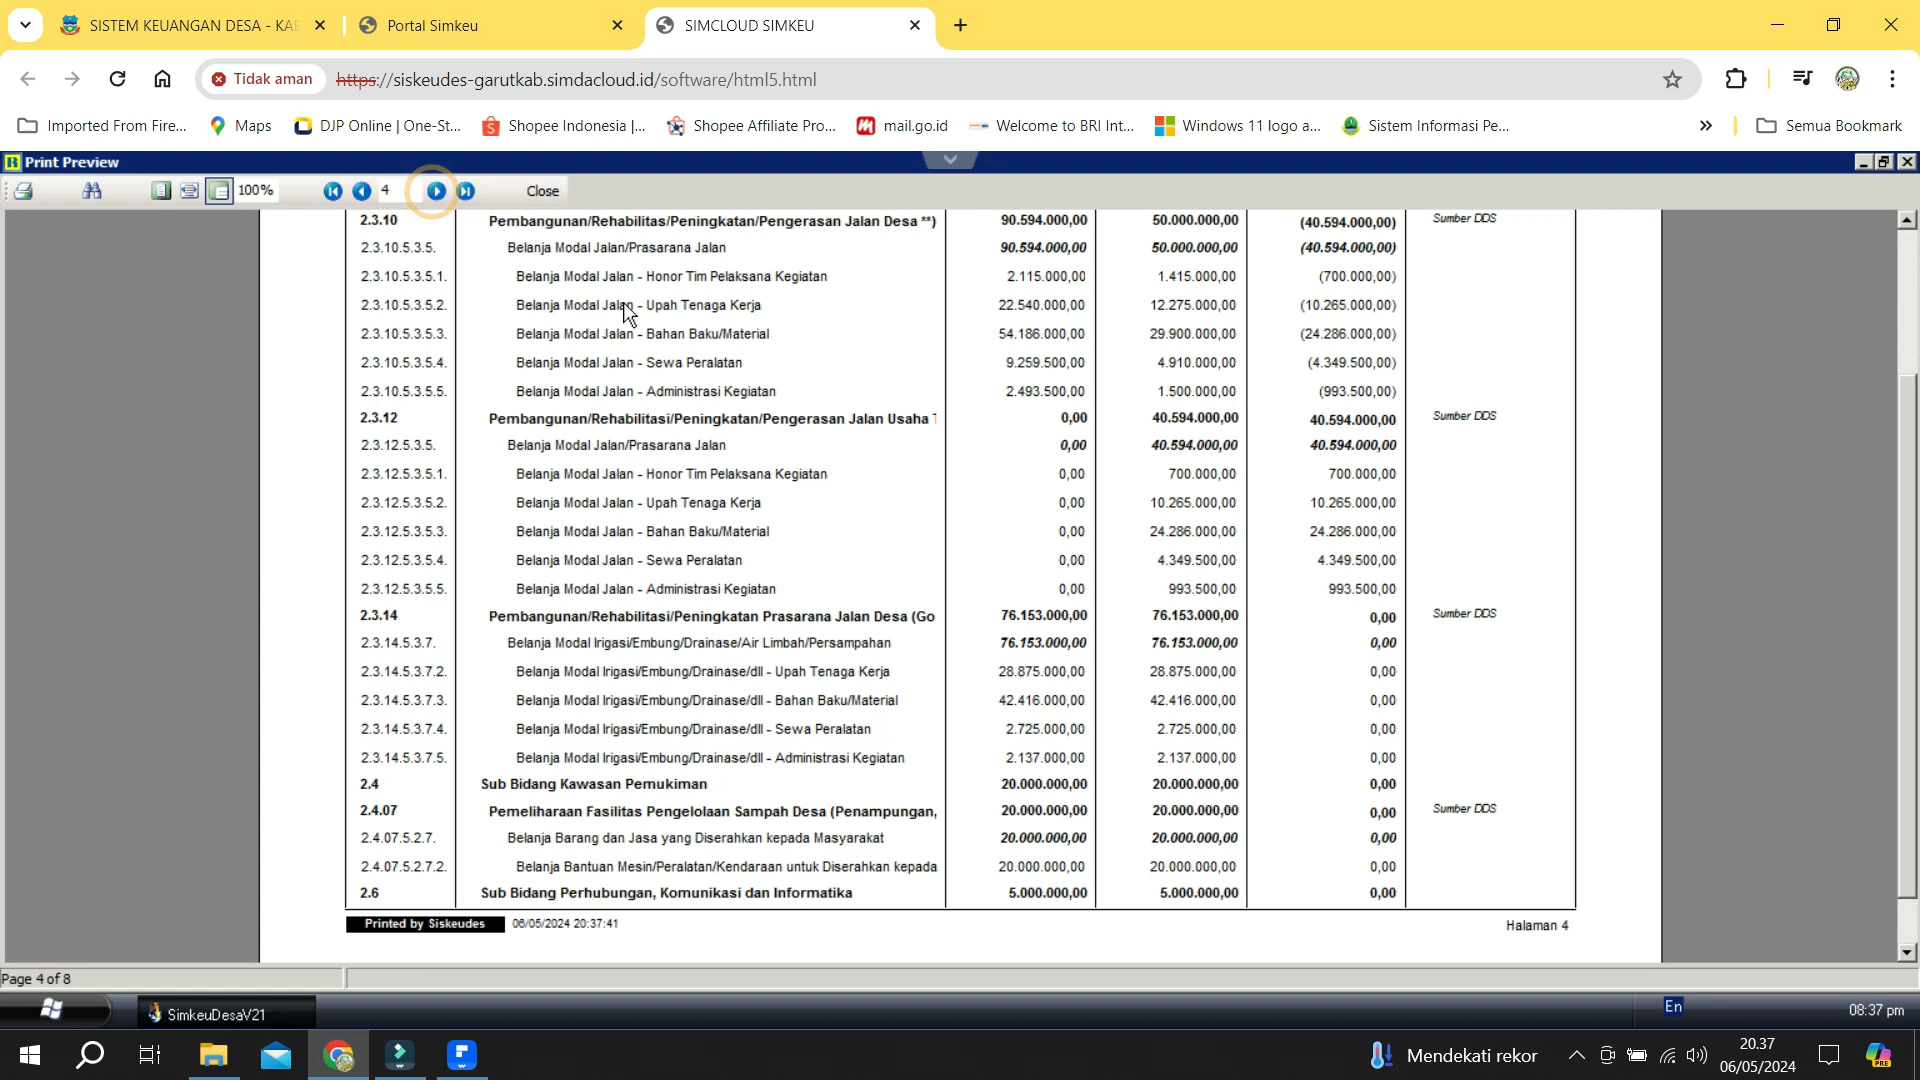 SISTEM KEUANGAN DESA - KAE
Portal Simkeu
SIMCLOUD SIMKEU
Tidak aman
https://siskeudes-garutkab.simdacloud.id/software/html5.html
Imported From Fire...
Maps
DJP Online | One-St...
Shopee Indonesia |...
Shopee Affiliate Pro...
mail.go.id
Welcome to BRI Int...
Windows 11 logo a...
Sistem Informasi Pe...
Semua Bookmark
Print Preview
100%
4
Close
2.3.10 Pembangunan/Rehabilitas/Peningkatan/Pengerasan Jalan Desa **) 90.594.000,00 50.000.000,00 (40.594.000,00) Sumber DDS
2.3.10.5.3.5. Belanja Modal Jalan/Prasarana Jalan 90.594.000,00 50.000.000,00 (40.594.000,00)
2.3.10.5.3.5.1. Belanja Modal Jalan - Honor Tim Pelaksana Kegiatan 2.115.000,00 1.415.000,00 (700.000,00)
2.3.10.5.3.5.2. Belanja Modal Jalan - Upah Tenaga Kerja 22.540.000,00 12.275.000,00 (10.265.000,00)
2.3.10.5.3.5.3. Belanja Modal Jalan - Bahan Baku/Material 54.186.000,00 29.900.000,00 (24.286.000,00)
2.3.10.5.3.5.4. Belanja Modal Jalan - Sewa Peralatan 9.259.500,00 4.910.000,00 (4.349.500,00)
2.3.10.5.3.5.5. Belanja Modal Jalan - Administrasi Kegiatan 2.493.500,00 1.500.000,00 (993.500,00)
2.3.12 Pembangunan/Rehabilitasi/Peningkatan/Pengerasan Jalan Usaha T 0,00 40.594.000,00 40.594.000,00 Sumber DDS
2.3.12.5.3.5. Belanja Modal Jalan/Prasarana Jalan 0,00 40.594.000,00 40.594.000,00
2.3.12.5.3.5.1. Belanja Modal Jalan - Honor Tim Pelaksana Kegiatan 0,00 700.000,00 700.000,00
2.3.12.5.3.5.2. Belanja Modal Jalan - Upah Tenaga Kerja 0,00 10.265.000,00 10.265.000,00
2.3.12.5.3.5.3. Belanja Modal Jalan - Bahan Baku/Material 0,00 24.286.000,00 24.286.000,00
2.3.12.5.3.5.4. Belanja Modal Jalan - Sewa Peralatan 0,00 4.349.500,00 4.349.500,00
2.3.12.5.3.5.5. Belanja Modal Jalan - Administrasi Kegiatan 0,00 993.500,00 993.500,00
2.3.14 Pembangunan/Rehabilitasi/Peningkatan Prasarana Jalan Desa (Go 76.153.000,00 76.153.000,00 0,00 Sumber DDS
2.3.14.5.3.7. Belanja Modal Irigasi/Embung/Drainase/Air Limbah/Persampahan 76.153.000,00 76.153.000,00 0,00
2.3.14.5.3.7.2. Belanja Modal Irigasi/Embung/Drainase/dll - Upah Tenaga Kerja 28.875.000,00 28.875.000,00 0,00
2.3.14.5.3.7.3. Belanja Modal Irigasi/Embung/Drainase/dll - Bahan Baku/Material 42.416.000,00 42.416.000,00 0,00
2.3.14.5.3.7.4. Belanja Modal Irigasi/Embung/Drainase/dll - Sewa Peralatan 2.725.000,00 2.725.000,00 0,00
2.3.14.5.3.7.5. Belanja Modal Irigasi/Embung/Drainase/dll - Administrasi Kegiatan 2.137.000,00 2.137.000,00 0,00
2.4 Sub Bidang Kawasan Pemukiman 20.000.000,00 20.000.000,00 0,00
2.4.07 Pemeliharaan Fasilitas Pengelolaan Sampah Desa (Penampungan, 20.000.000,00 20.000.000,00 0,00 Sumber DDS
2.4.07.5.2.7. Belanja Barang dan Jasa yang Diserahkan kepada Masyarakat 20.000.000,00 20.000.000,00 0,00
2.4.07.5.2.7.2. Belanja Bantuan Mesin/Peralatan/Kendaraan untuk Diserahkan kepada 20.000.000,00 20.000.000,00 0,00
2.6 Sub Bidang Perhubungan, Komunikasi dan Informatika 5.000.000,00 5.000.000,00 0,00
Printed by Siskeudes 06/05/2024 20:37:41 Halaman 4
Page 4 of 8
SimkeuDesaV21
En
08:37 pm
Mendekati rekor
20.37
06/05/2024
PRE